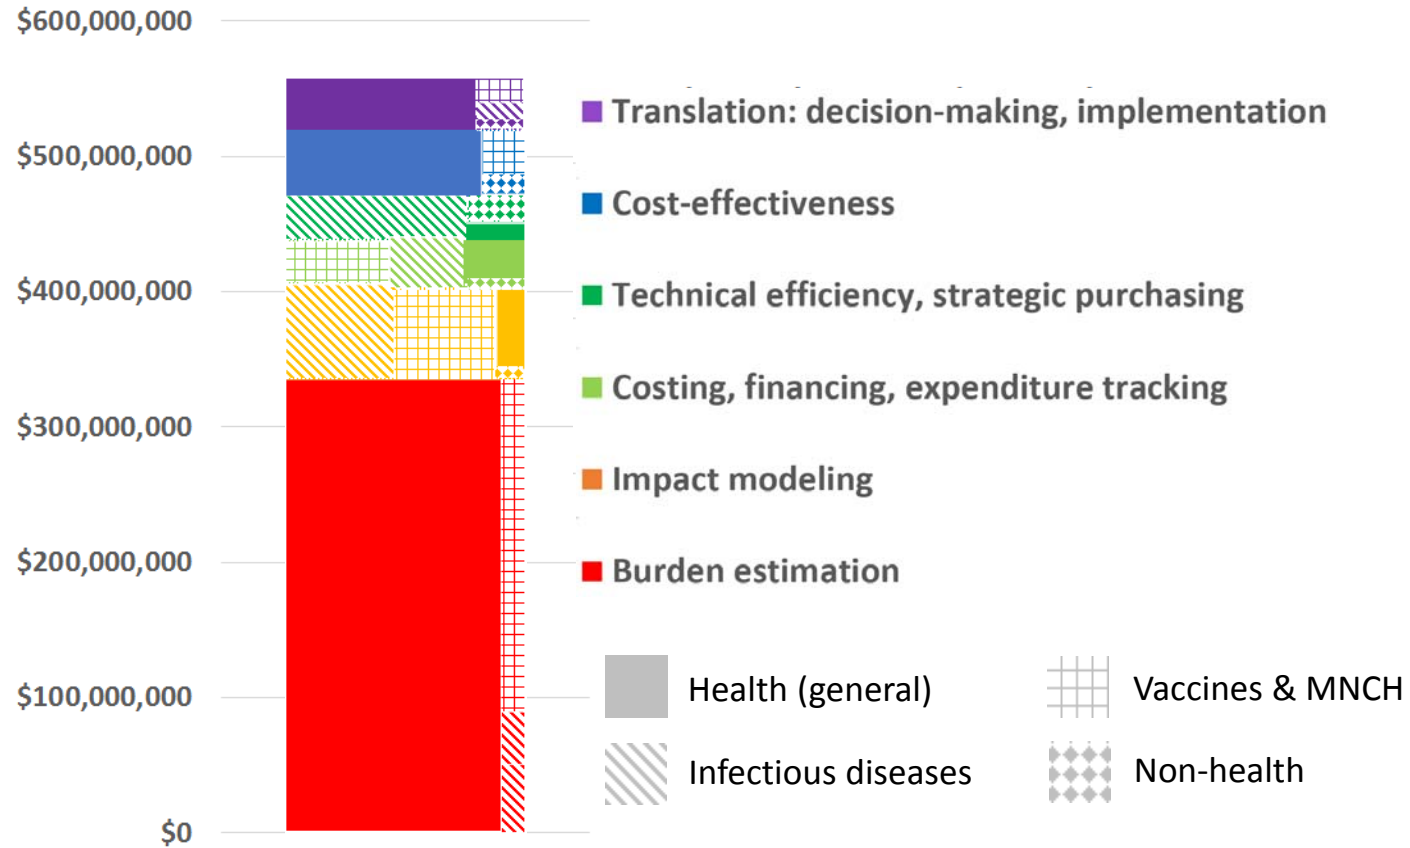 $600,000,000
Translation: decision-making, implementation
$500,000,000
Cost-effectiveness
$400,000,000
Technical efficiency, strategic purchasing
Costing, financing, expenditure tracking
$300,000,000
Impact modeling
$200,000,000
Burden estimation
$100,000,000
Health (general)
Vaccines & MNCH
Infectious diseases
Non-health
$0